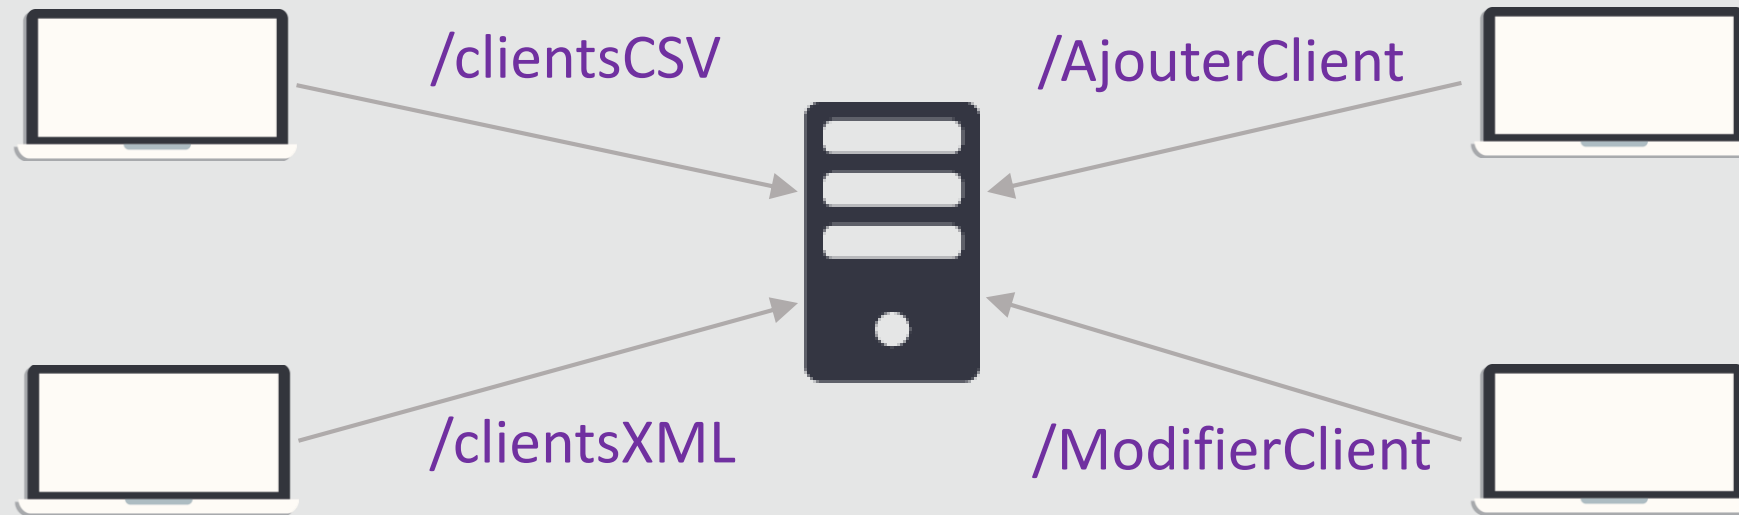 /clientsCSV
/AjouterClient
/clientsXML
/ModifierClient